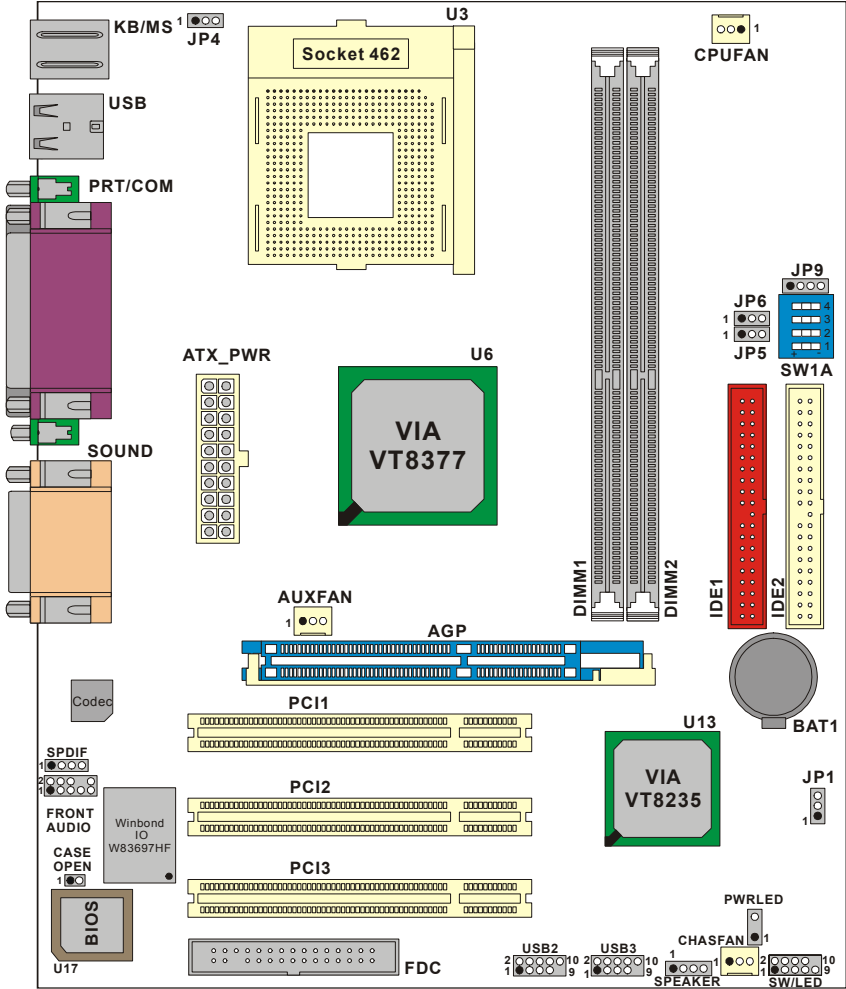 KB/MS
1
JP4
U3
Socket 462
1
CPUFAN
USB
PRT/COM
JP9
JP6
1
1
JP5
4
3
2
1
+ -
SW1A
ATX_PWR
U6
VIA
VT8377
SOUND
DIMM1
DIMM2
IDE1
IDE2
AUXFAN
1
AGP
Codec
PCI1
U13
BAT1
SPDIF
1
2
1
FRONT
AUDIO
PCI2
VIA
VT8235
JP1
1
Winbond
IO
W83697HF
CASE
OPEN
1
PCI3
BIOS
U17
FDC
PWRLED
1
USB2
2 10
1 9
USB3
2 10
1 9
CHASFAN
1
1
SPEAKER
2 10
1 9
SW/LED